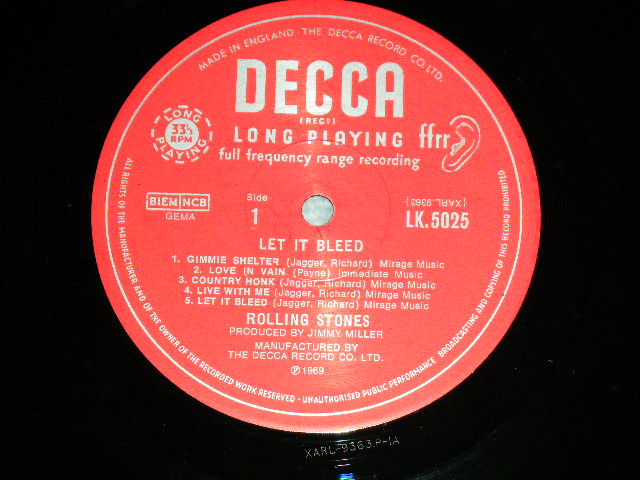 MADE IN ENGLAND THE DECCA RECORD CO. LTD.
DECCA
(REGD)
LONG PLAYING
33⅓ RPM
LONG PLAYING ffrr
full frequency range recording
BIEM NCB
GEMA
Side
1
(XARL.9363)
LK.5025
LET IT BLEED
1. GIMMIE SHELTER (Jagger, Richard) Mirage Music
2. LOVE IN VAIN (Payne) Immediate Music
3. COUNTRY HONK (Jagger, Richard) Mirage Music
4. LIVE WITH ME (Jagger, Richard) Mirage Music
5. LET IT BLEED (Jagger, Richard) Mirage Music
ROLLING STONES
PRODUCED BY JIMMY MILLER
MANUFACTURED BY
THE DECCA RECORD CO. LTD.
Ⓟ 1969
ALL RIGHTS OF THE MANUFACTURER AND OF THE OWNER OF THE RECORDED WORK RESERVED · UNAUTHORISED PUBLIC PERFORMANCE BROADCASTING AND COPYING OF THIS RECORD PROHIBITED
XARL-9363.P-1A